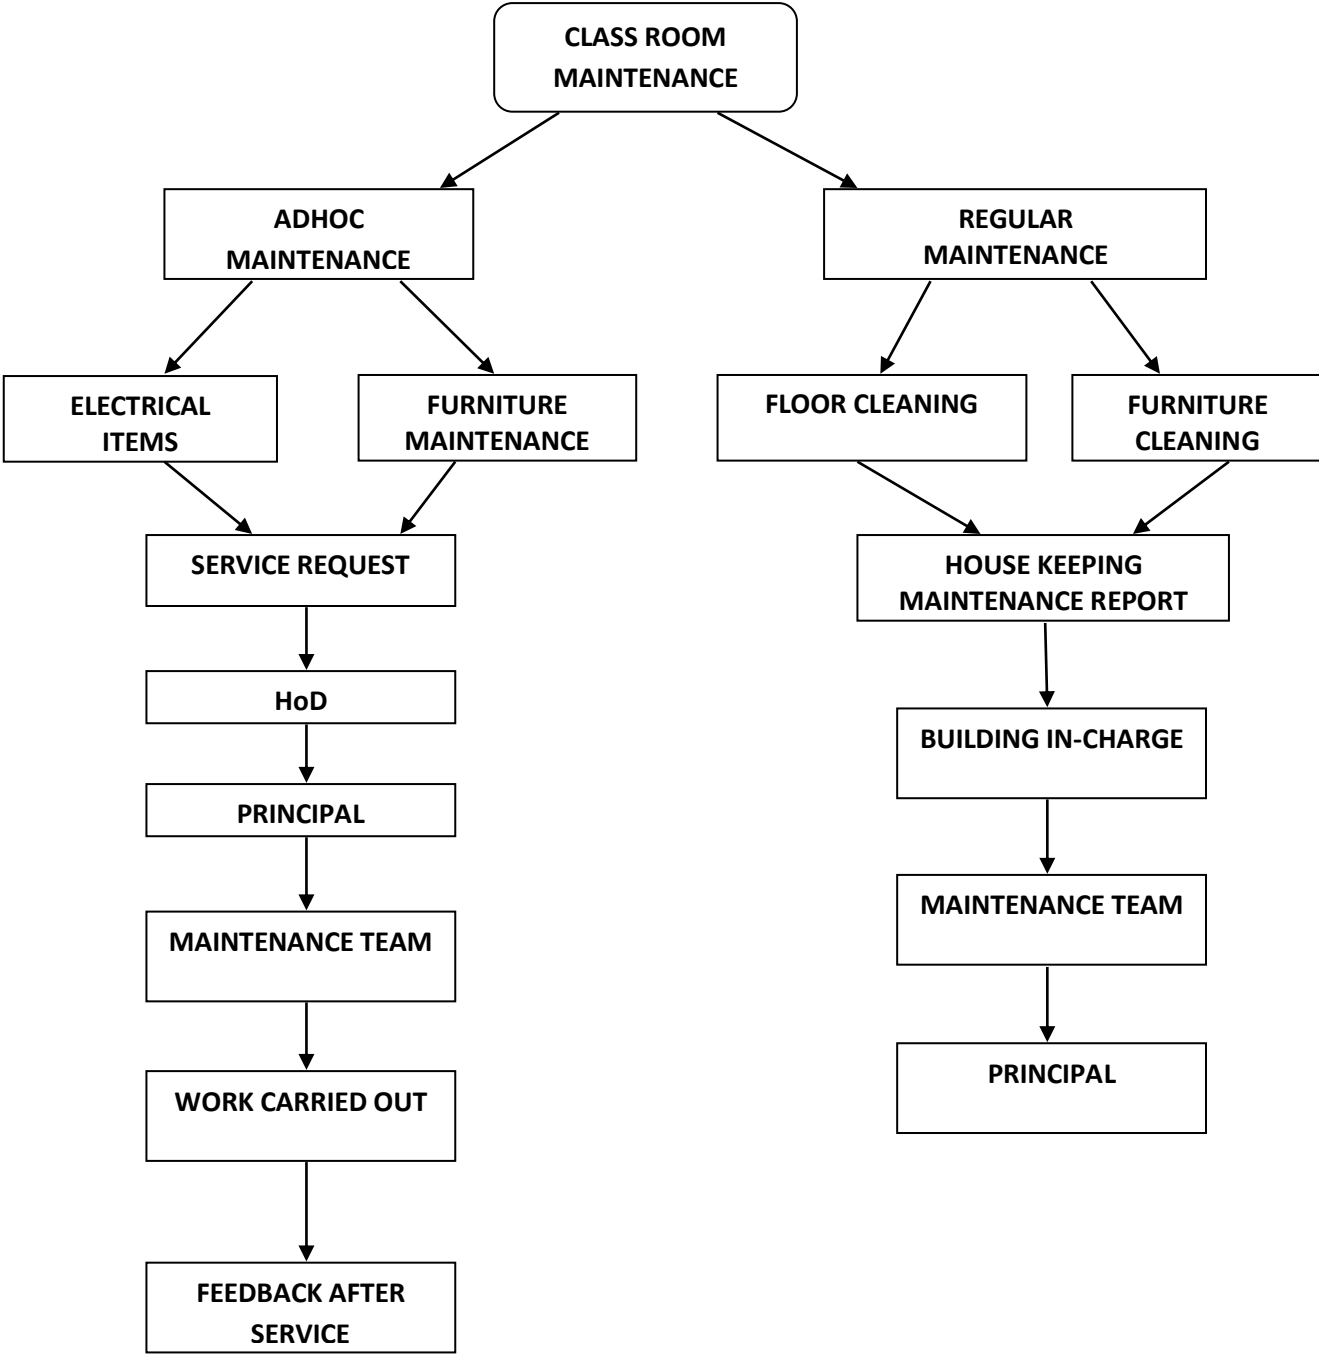 CLASS ROOM
MAINTENANCE
ADHOC
MAINTENANCE
REGULAR
MAINTENANCE
ELECTRICAL
ITEMS
FURNITURE
MAINTENANCE
FLOOR CLEANING
FURNITURE
CLEANING
SERVICE REQUEST
HOUSE KEEPING
MAINTENANCE REPORT
HoD
BUILDING IN-CHARGE
PRINCIPAL
MAINTENANCE TEAM
MAINTENANCE TEAM
PRINCIPAL
WORK CARRIED OUT
FEEDBACK AFTER
SERVICE